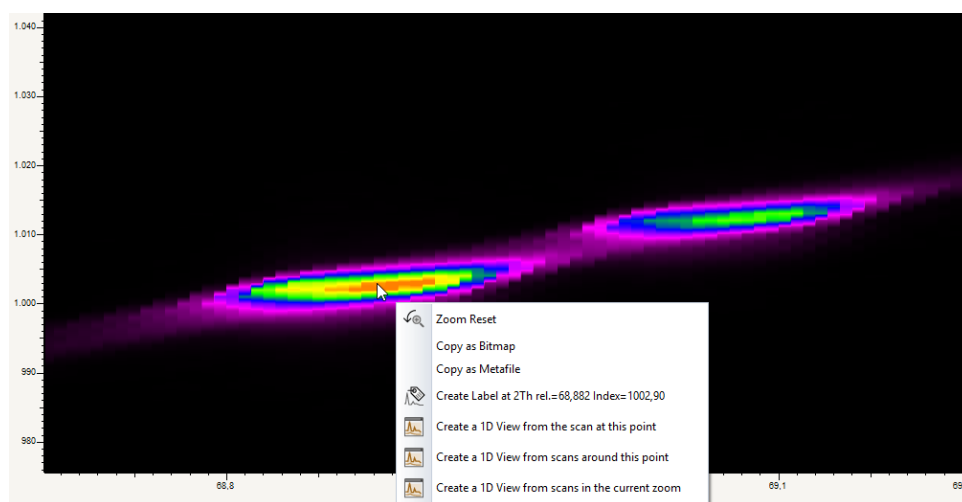 1.040
1.030
1.020
1.010
1.000
990
980
Zoom Reset
Copy as Bitmap
Copy as Metafile
Create Label at 2Th rel.=68,882 Index=1002,90
Create a 1D View from the scan at this point
Create a 1D View from scans around this point
Create a 1D View from scans in the current zoom
68,8
69,1
69